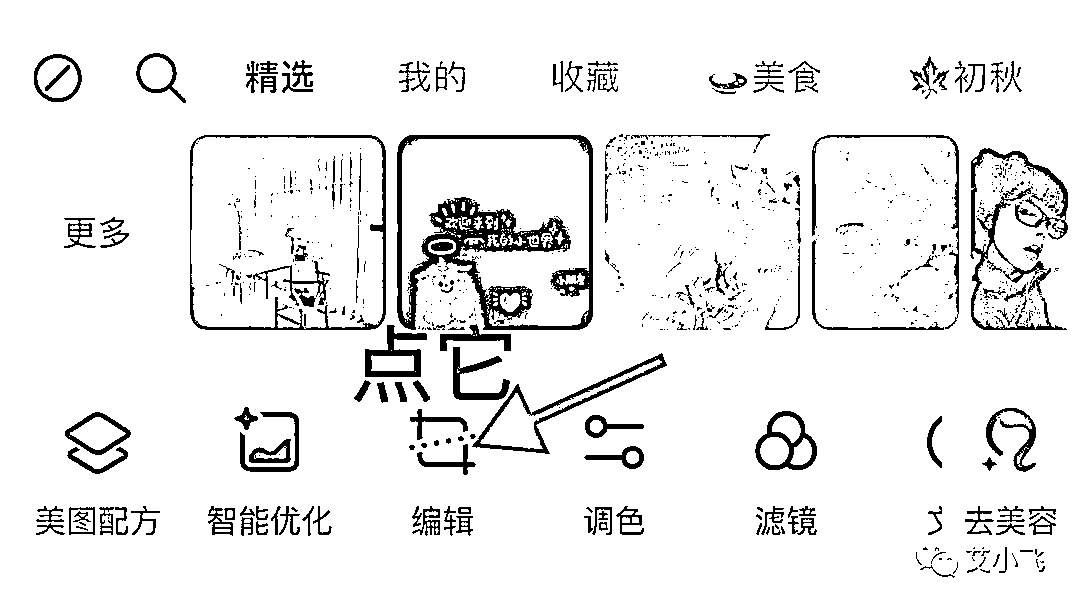 精选 我的 收藏 美食 初秋
更多
点它
美图配方 智能优化 编辑 调色 滤镜 去美容
艾小飞